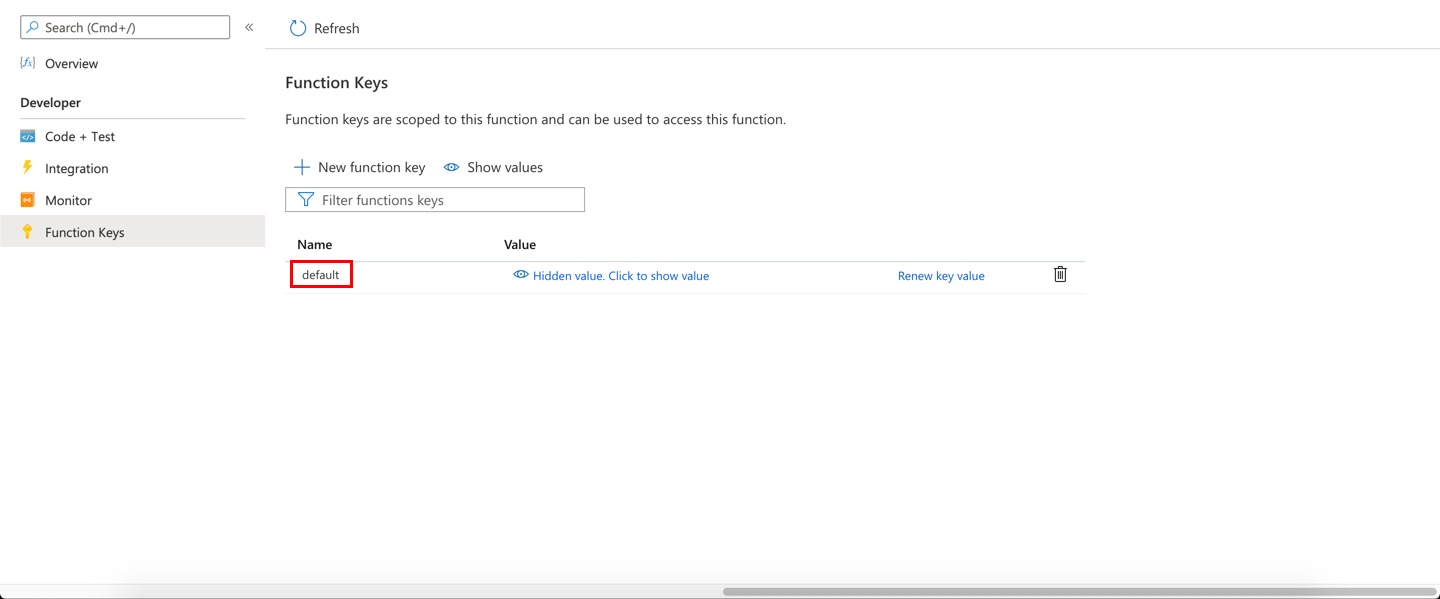 Search (Cmd+/)
«
Refresh
Overview
Developer
Code + Test
Integration
Monitor
Function Keys
Function Keys
Function keys are scoped to this function and can be used to access this function.
New function key
Show values
Filter functions keys
Name Value
default Hidden value. Click to show value Renew key value